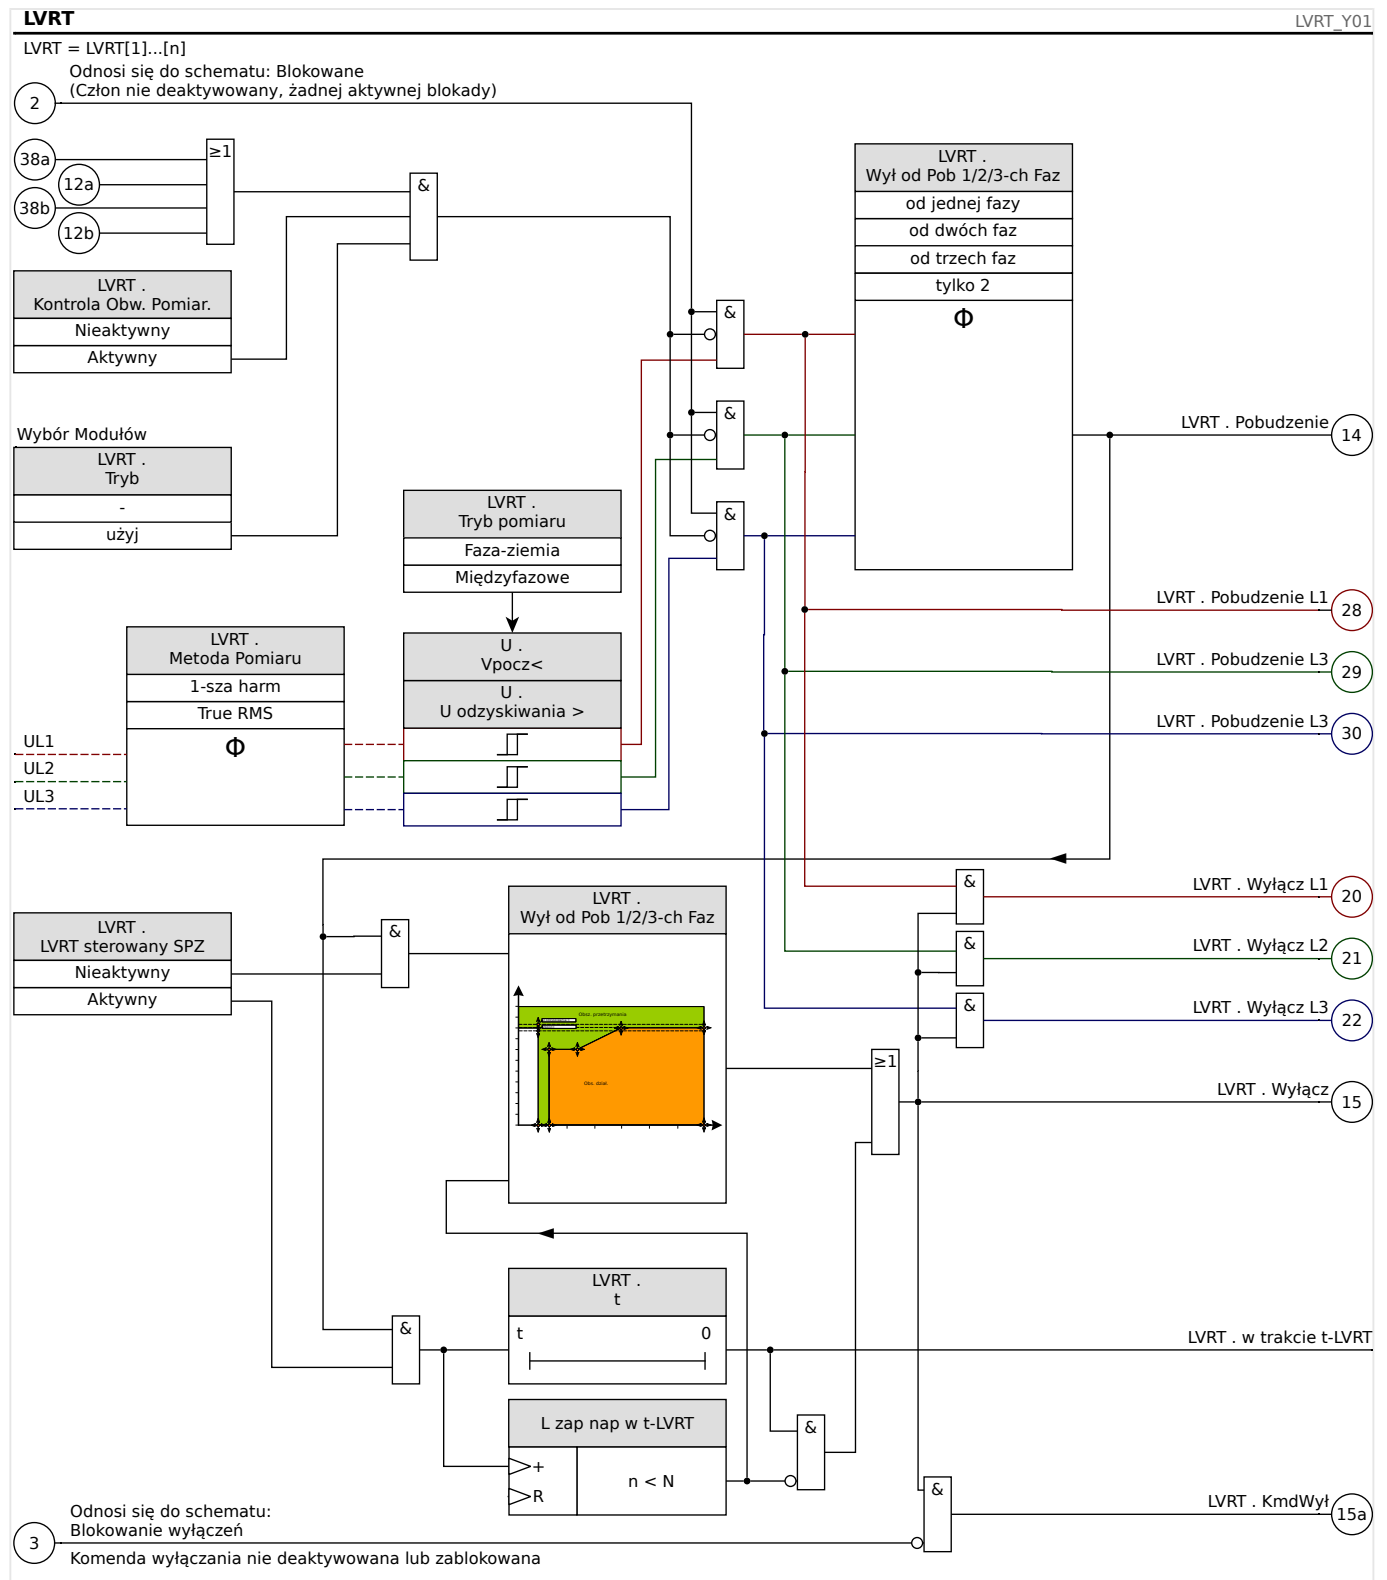 LVRT
LVRT_Y01
LVRT = LVRT[1]...[n]
Odnosi się do schematu: Blokowane
(Człon nie deaktywowany, żadnej aktywnej blokady)
2
38a
12a
38b
12b
≥1
&
LVRT .
Kontrola Obw. Pomiar.
Nieaktywny
Aktywny
Wybór Modułów
LVRT .
Tryb
-
użyj
LVRT .
Wył od Pob 1/2/3-ch Faz
od jednej fazy
od dwóch faz
od trzech faz
tylko 2
Φ
&
&
&
LVRT . Pobudzenie
14
LVRT .
Tryb pomiaru
Faza-ziemia
Międzyfazowe
LVRT .
Metoda Pomiaru
1-sza harm
True RMS
Φ
U .
Vpocz<
U .
U odzyskiwania >
UL1
UL2
UL3
LVRT . Pobudzenie L1
28
LVRT . Pobudzenie L3
29
LVRT . Pobudzenie L3
30
LVRT .
LVRT sterowany SPZ
Nieaktywny
Aktywny
&
LVRT .
Wył od Pob 1/2/3-ch Faz
Obsz. przetrzymania
Obs. dział.
&
LVRT . Wyłącz L1
20
&
LVRT . Wyłącz L2
21
&
LVRT . Wyłącz L3
22
≥1
LVRT . Wyłącz
15
&
LVRT .
t
t
0
LVRT . w trakcie t-LVRT
L zap nap w t-LVRT
+
R
n < N
&
&
LVRT . KmdWył
15a
Odnosi się do schematu:
Blokowanie wyłączeń
3
Komenda wyłączania nie deaktywowana lub zablokowana